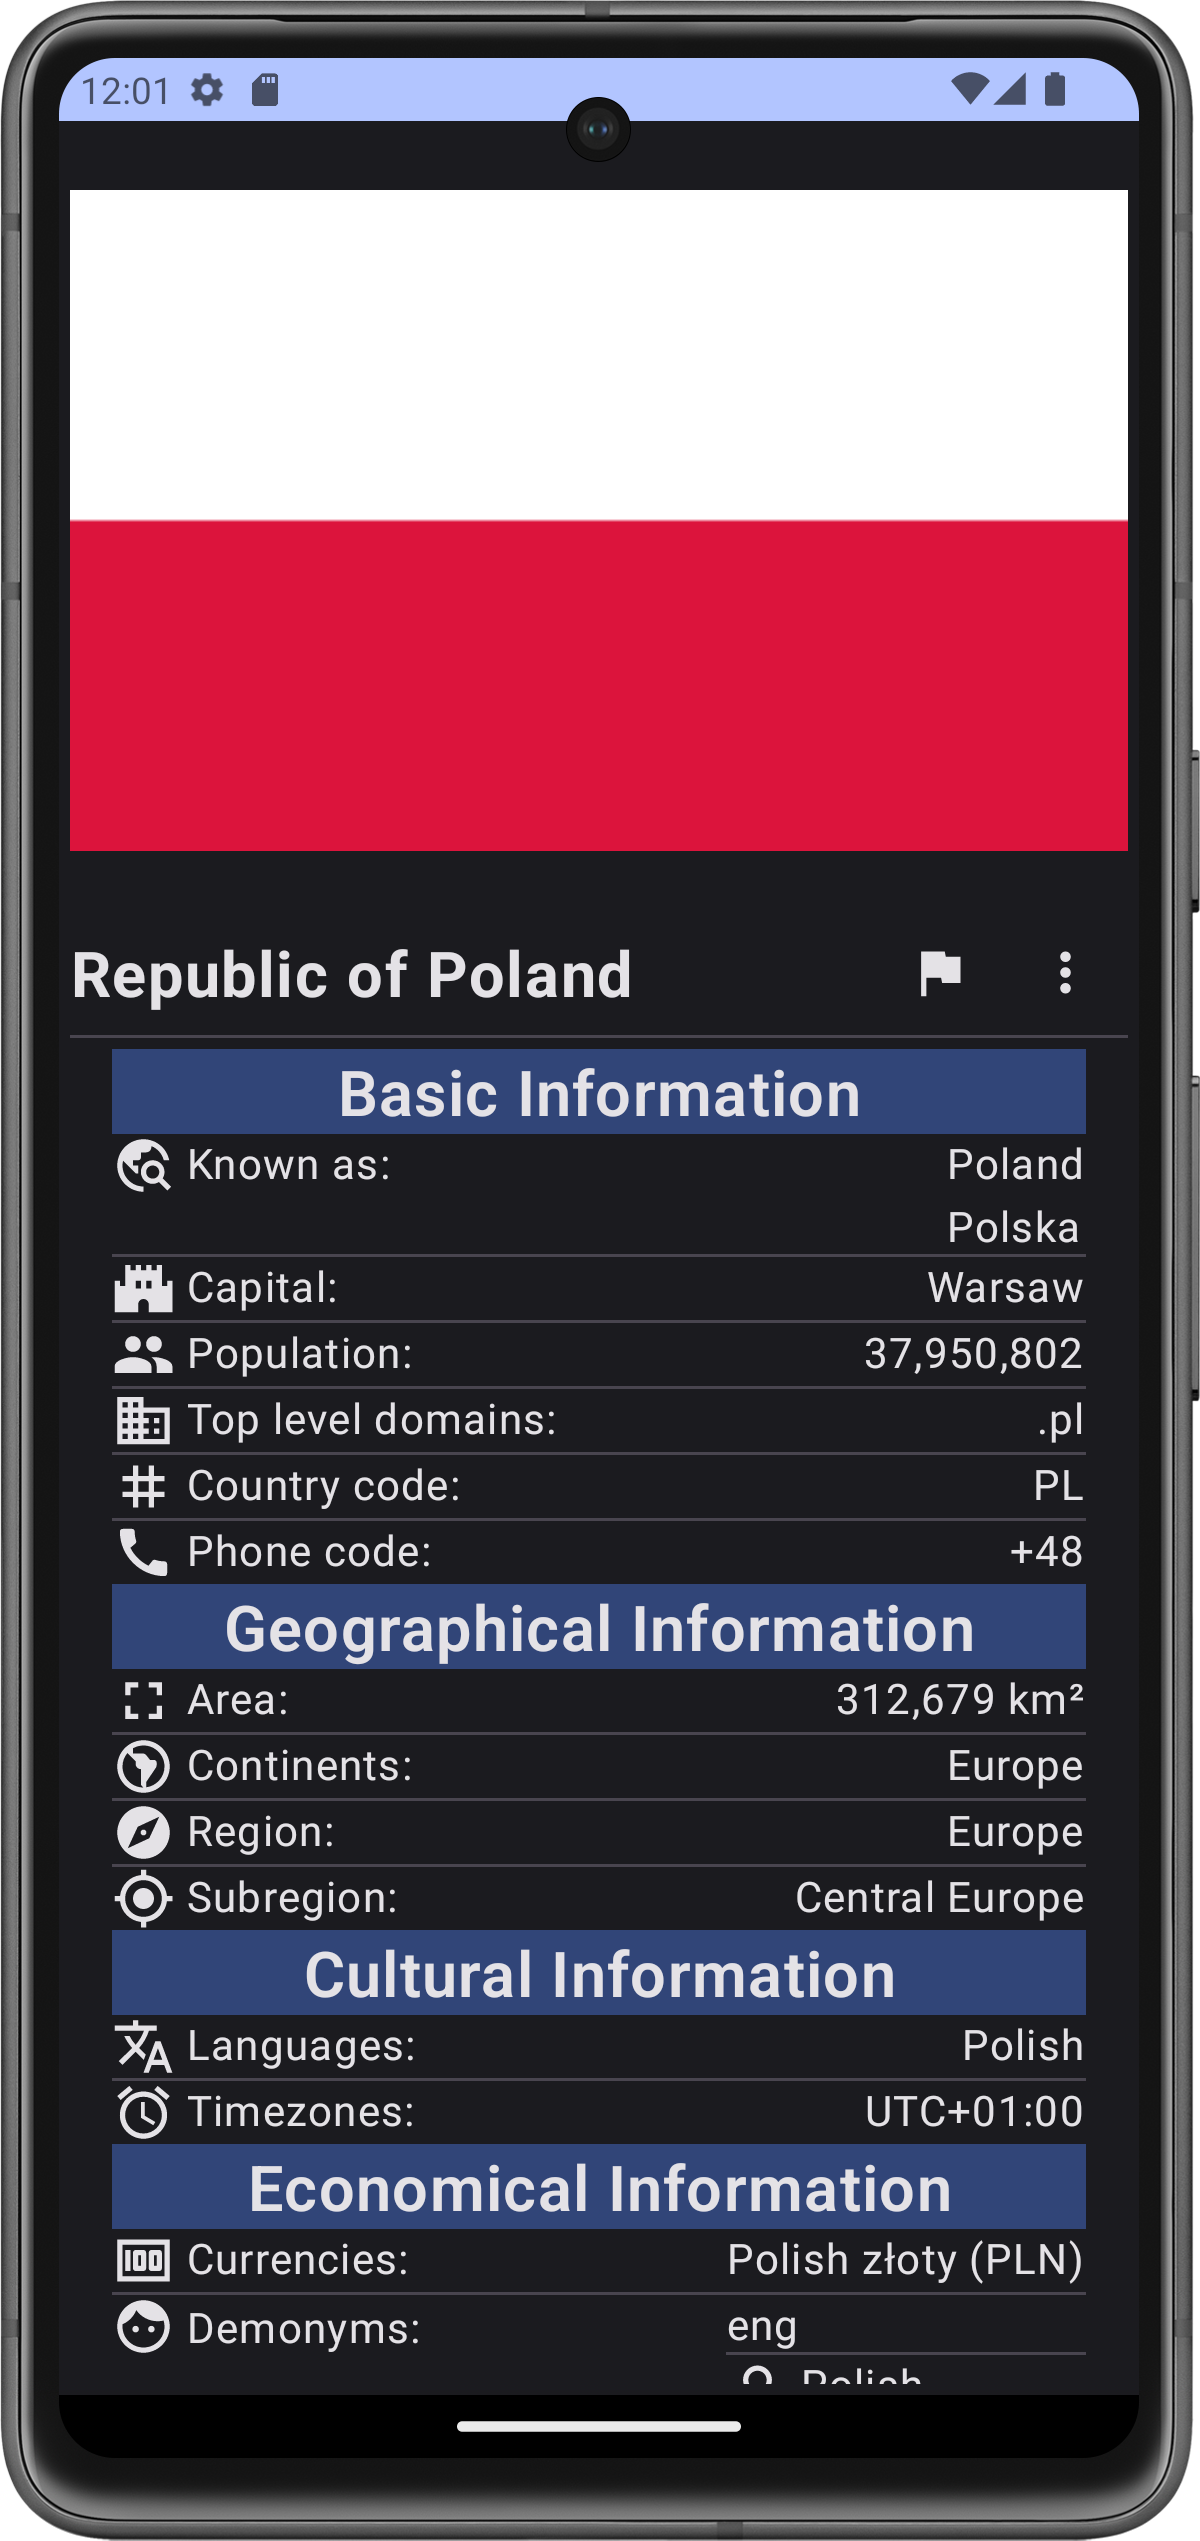 12:01
Republic of Poland
Basic Information
Known as: Poland
Polska
Capital: Warsaw
Population: 37,950,802
Top level domains: .pl
Country code: PL
Phone code: +48
Geographical Information
Area: 312,679 km²
Continents: Europe
Region: Europe
Subregion: Central Europe
Cultural Information
Languages: Polish
Timezones: UTC+01:00
Economical Information
Currencies: Polish złoty (PLN)
Demonyms: eng
Polish